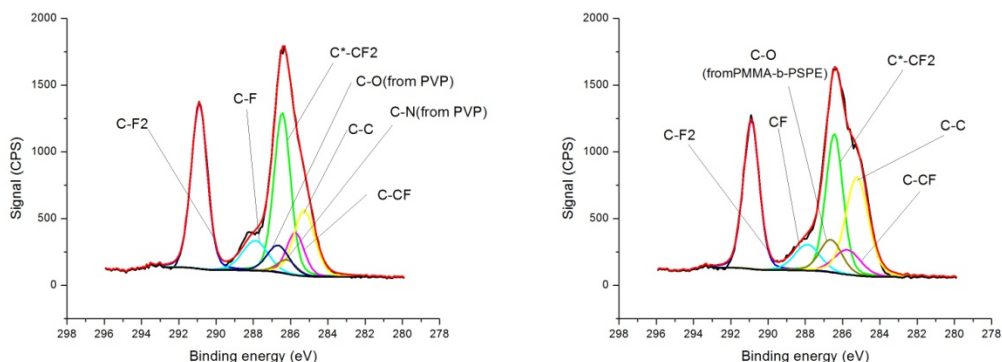 2000
1500
1000
500
0
Signal (CPS)
C*-CF2
C-O(from PVP)
C-F
C-N(from PVP)
C-C
C-F2
C-CF
298 296 294 292 290 288 286 284 282 280 278
Binding energy (eV)
2000
1500
1000
500
0
Signal (CPS)
C-O
(fromPMMA-b-PSPE)
C*-CF2
CF
C-F2
C-C
C-CF
298 296 294 292 290 288 286 284 282 280 278
Binding energy (eV)